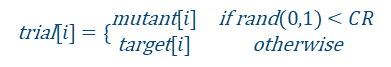 trial[i] = { mutant[i] if rand(0,1) < CR
target[i] otherwise